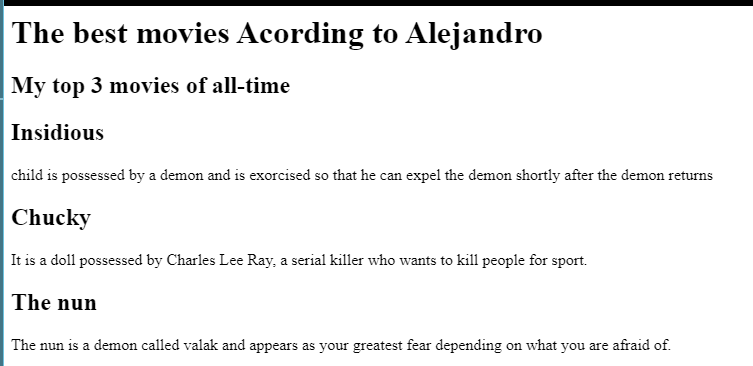 The best movies Acording to Alejandro
My top 3 movies of all-time
Insidious
child is possessed by a demon and is exorcised so that he can expel the demon shortly after the demon returns
Chucky
It is a doll possessed by Charles Lee Ray, a serial killer who wants to kill people for sport.
The nun
The nun is a demon called valak and appears as your greatest fear depending on what you are afraid of.